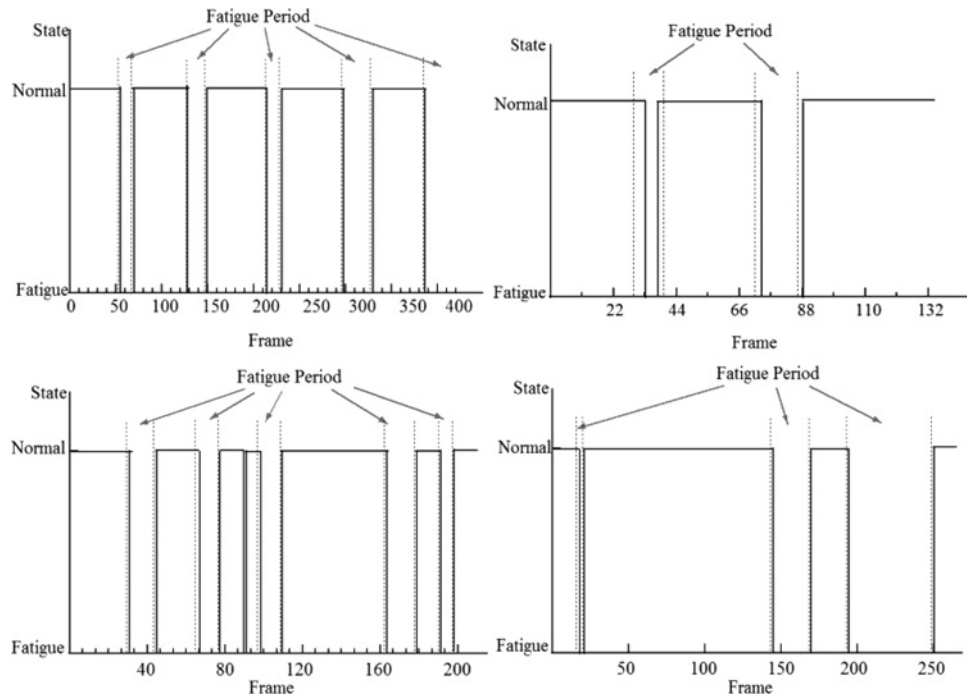 Fatigue Period
State
Normal
Fatigue
0 50 100 150 200 250 300 350 400
Frame
Fatigue Period
State
Normal
Fatigue
22 44 66 88 110 132
Frame
Fatigue Period
State
Normal
Fatigue
40 80 120 160 200
Frame
Fatigue Period
State
Normal
Fatigue
50 100 150 200 250
Frame